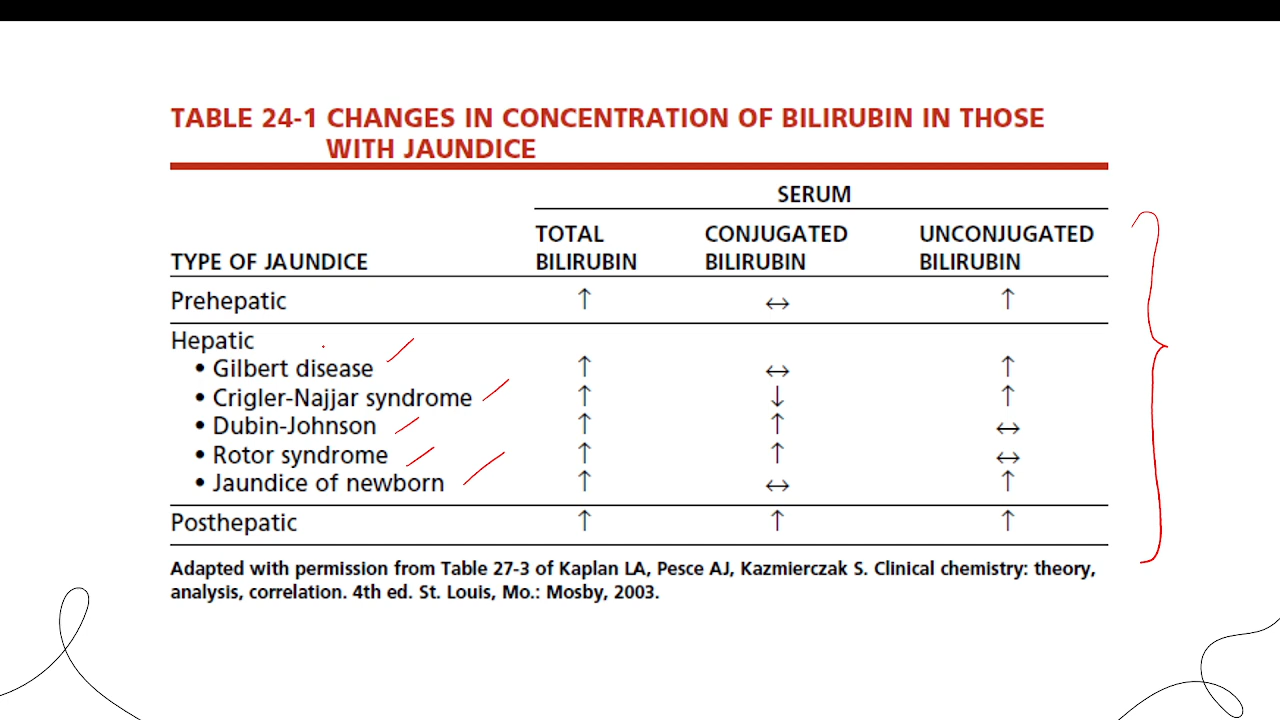 TABLE 24-1 CHANGES IN CONCENTRATION OF BILIRUBIN IN THOSE
WITH JAUNDICE
SERUM
TYPE OF JAUNDICE TOTAL BILIRUBIN CONJUGATED BILIRUBIN UNCONJUGATED BILIRUBIN
Prehepatic ↑ ↔ ↑
Hepatic
• Gilbert disease ↑ ↔ ↑
• Crigler-Najjar syndrome ↑ ↓ ↑
• Dubin-Johnson ↑ ↑ ↔
• Rotor syndrome ↑ ↑ ↔
• Jaundice of newborn ↑ ↔ ↑
Posthepatic ↑ ↑ ↑
Adapted with permission from Table 27-3 of Kaplan LA, Pesce AJ, Kazmierczak S. Clinical chemistry: theory,
analysis, correlation. 4th ed. St. Louis, Mo.: Mosby, 2003.